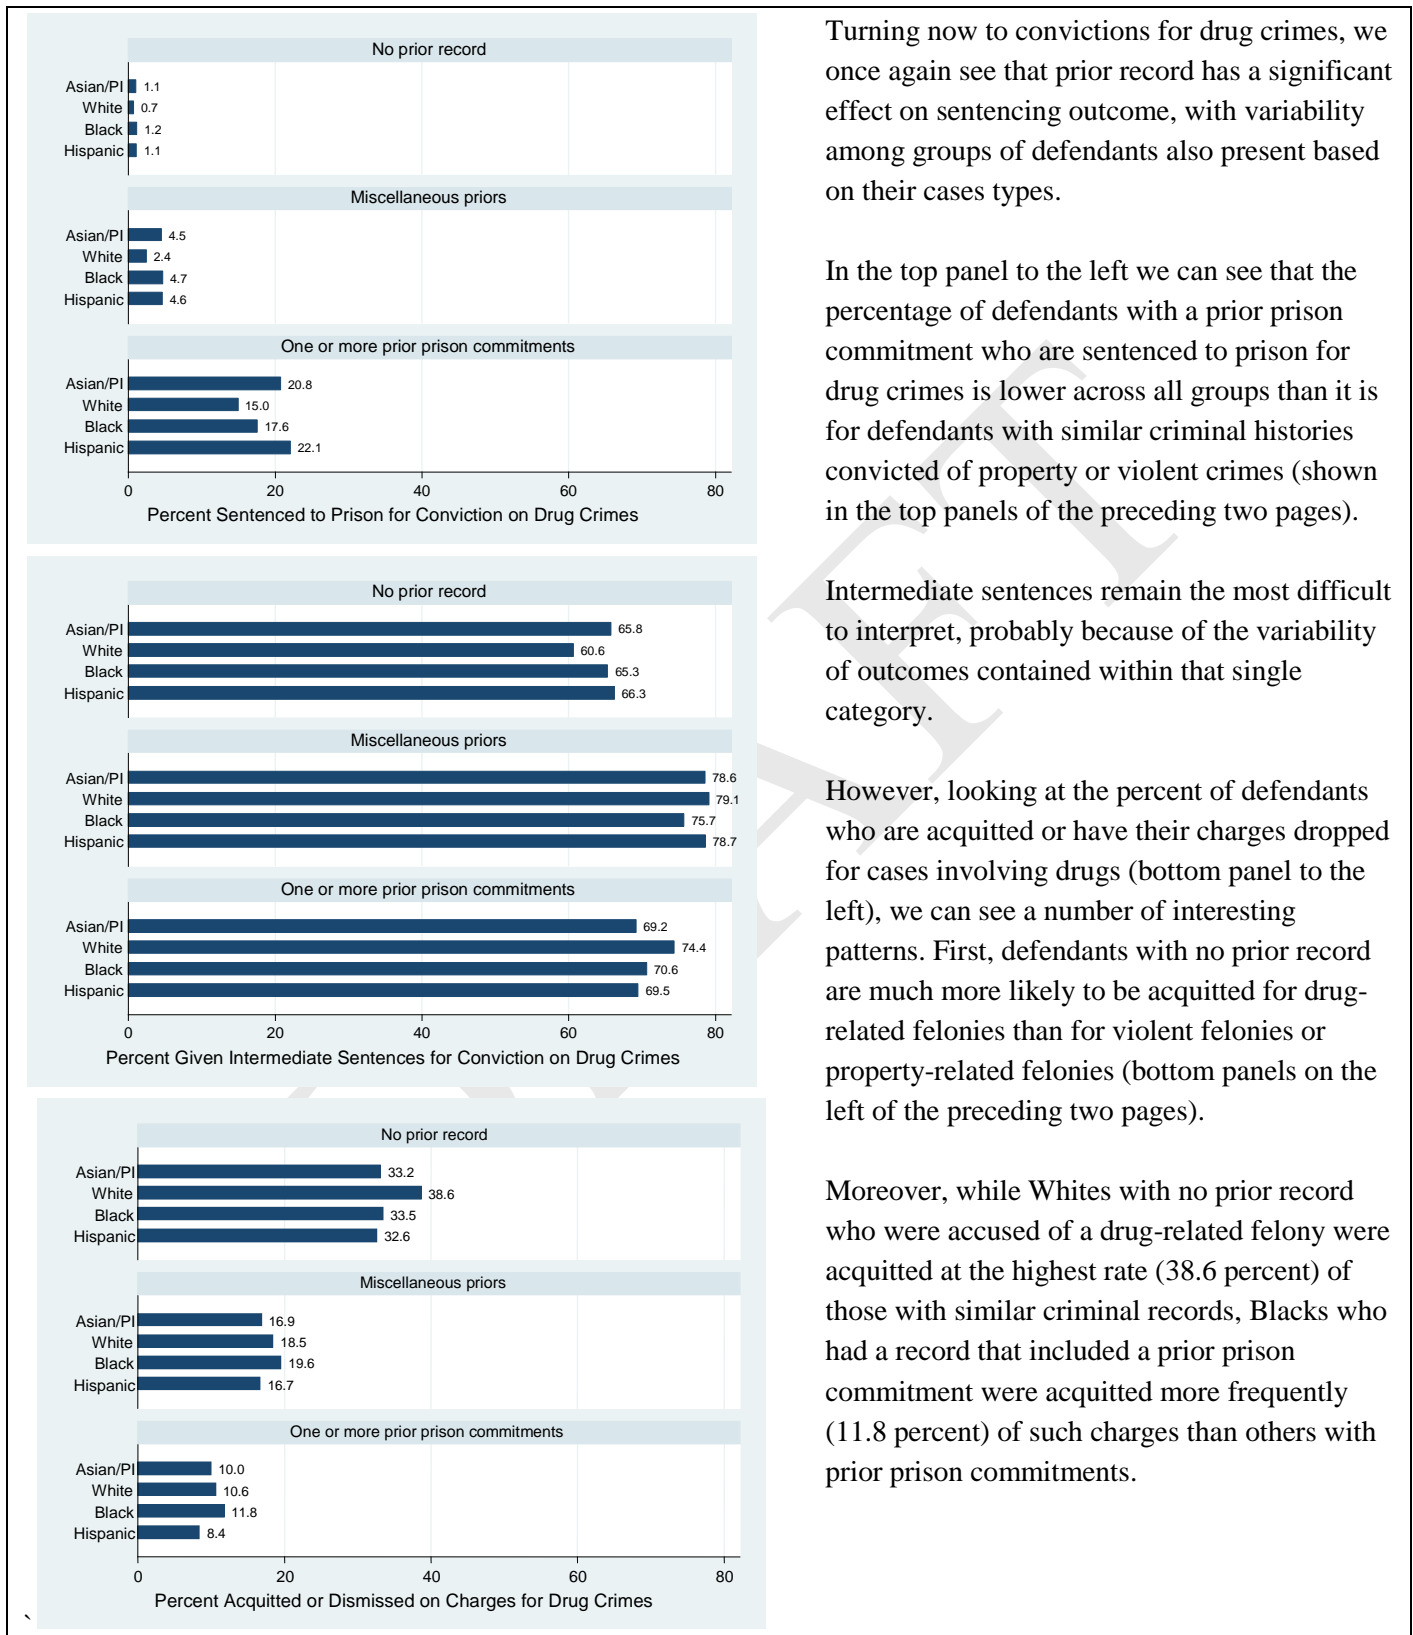 No prior record
Asian/PI 1.1
White 0.7
Black 1.2
Hispanic 1.1
Miscellaneous priors
Asian/PI 4.5
White 2.4
Black 4.7
Hispanic 4.6
One or more prior prison commitments
Asian/PI 20.8
White 15.0
Black 17.6
Hispanic 22.1
0 20 40 60 80
Percent Sentenced to Prison for Conviction on Drug Crimes
No prior record
Asian/PI 65.8
White 60.6
Black 65.3
Hispanic 66.3
Miscellaneous priors
Asian/PI 78.6
White 79.1
Black 75.7
Hispanic 78.7
One or more prior prison commitments
Asian/PI 69.2
White 74.4
Black 70.6
Hispanic 69.5
0 20 40 60 80
Percent Given Intermediate Sentences for Conviction on Drug Crimes
No prior record
Asian/PI 33.2
White 38.6
Black 33.5
Hispanic 32.6
Miscellaneous priors
Asian/PI 16.9
White 18.5
Black 19.6
Hispanic 16.7
One or more prior prison commitments
Asian/PI 10.0
White 10.6
Black 11.8
Hispanic 8.4
0 20 40 60 80
Percent Acquitted or Dismissed on Charges for Drug Crimes
`
Turning now to convictions for drug crimes, we
once again see that prior record has a significant
effect on sentencing outcome, with variability
among groups of defendants also present based
on their cases types.
In the top panel to the left we can see that the
percentage of defendants with a prior prison
commitment who are sentenced to prison for
drug crimes is lower across all groups than it is
for defendants with similar criminal histories
convicted of property or violent crimes (shown
in the top panels of the preceding two pages).
Intermediate sentences remain the most difficult
to interpret, probably because of the variability
of outcomes contained within that single
category.
However, looking at the percent of defendants
who are acquitted or have their charges dropped
for cases involving drugs (bottom panel to the
left), we can see a number of interesting
patterns. First, defendants with no prior record
are much more likely to be acquitted for drug-
related felonies than for violent felonies or
property-related felonies (bottom panels on the
left of the preceding two pages).
Moreover, while Whites with no prior record
who were accused of a drug-related felony were
acquitted at the highest rate (38.6 percent) of
those with similar criminal records, Blacks who
had a record that included a prior prison
commitment were acquitted more frequently
(11.8 percent) of such charges than others with
prior prison commitments.